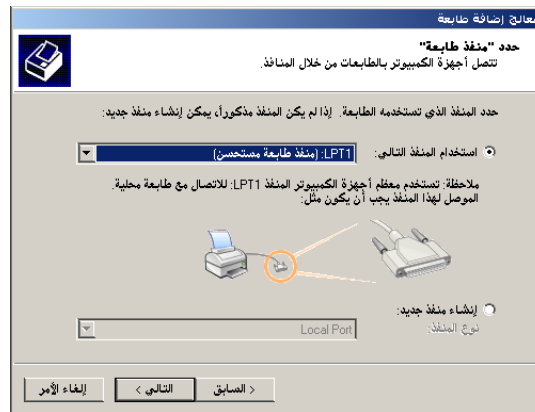 معالج إضافة طابعة
حدد "منفذ طابعة"
تتصل أجهزة الكمبيوتر بالطابعات من خلال المنافذ.
حدد المنفذ الذي تستخدمه الطابعة. إذا لم يكن المنفذ مذكوراً، يمكن إنشاء منفذ جديد:
استخدام المنفذ التالي: LPT1: (منفذ طابعة مستحسن)
ملاحظة: تستخدم معظم أجهزة الكمبيوتر المنفذ LPT1: للاتصال مع طابعة محلية.
الموصل لهذا المنفذ يجب أن يكون مثل:
إنشاء منفذ جديد:
نوع المنفذ: Local Port
< السابق التالي > إلغاء الأمر